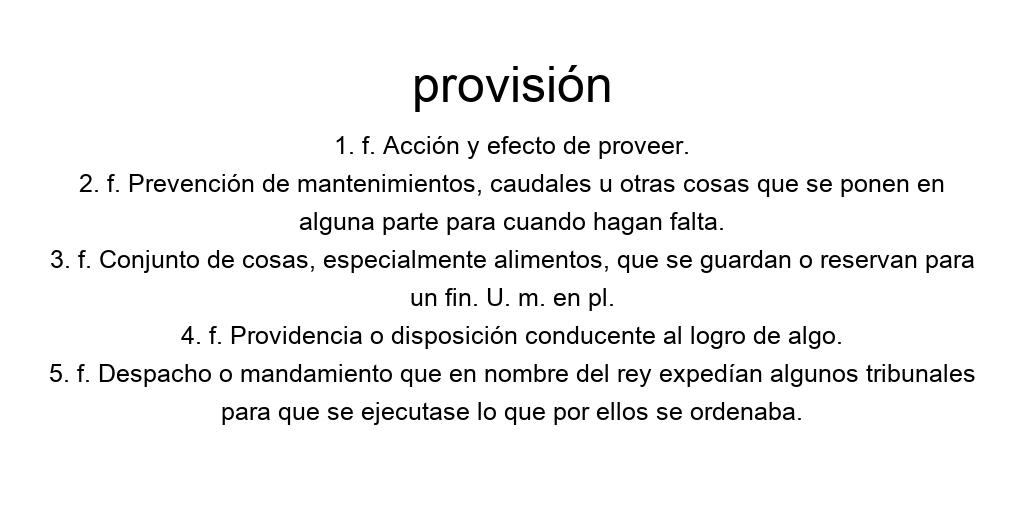 provisión
1. f. Acción y efecto de proveer.
2. f. Prevención de mantenimientos, caudales u otras cosas que se ponen en
alguna parte para cuando hagan falta.
3. f. Conjunto de cosas, especialmente alimentos, que se guardan o reservan para
un fin. U. m. en pl.
4. f. Providencia o disposición conducente al logro de algo.
5. f. Despacho o mandamiento que en nombre del rey expedían algunos tribunales
para que se ejecutase lo que por ellos se ordenaba.